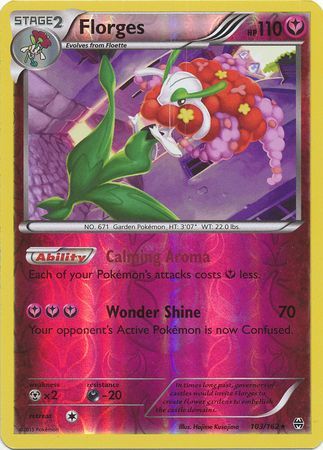 STAGE2
Florges
HP110
Evolves from Floette
NO. 671 Garden Pokémon HT: 3'07" WT: 22.0 lbs.
Ability
Calming Aroma
Each of your Pokémon's attacks costs less.
Wonder Shine 70
Your opponent's Active Pokémon is now Confused.
weakness
×2
resistance
-20
retreat
In times long past, governors of
castles would invite Florges to
create flower gardens to embellish
the castle domains.
©2015 Pokémon
Illus. Hajime Kusajima
103/162★